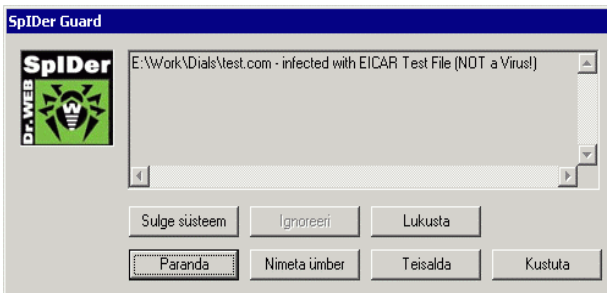 SpIDer Guard
SpIDer
Dr.WEB
E:\Work\Dials\test.com - infected with EICAR Test File (NOT a Virus!)
Sulge süsteem
Ignoreeri
Lukusta
Paranda
Nimeta ümber
Teisalda
Kustuta